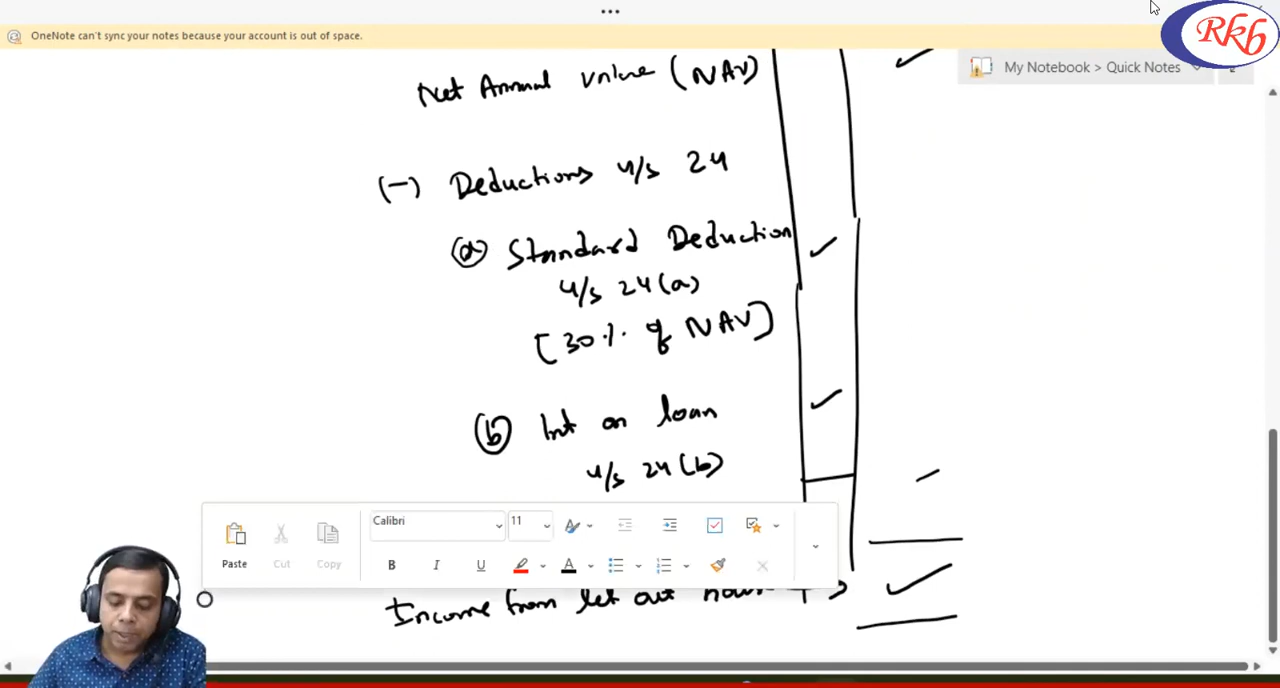 OneNote can't sync your notes because your account is out of space.
RKb
My Notebook > Quick Notes
Net Annual Value (NAV)
(-) Deductions u/s 24
(a) Standard Deduction
u/s 24(a)
[30% of NAV]
(b) Int on loan
u/s 24(b)
Calibri
11
Paste
Cut
Copy
B
I
U
A
Income from let out